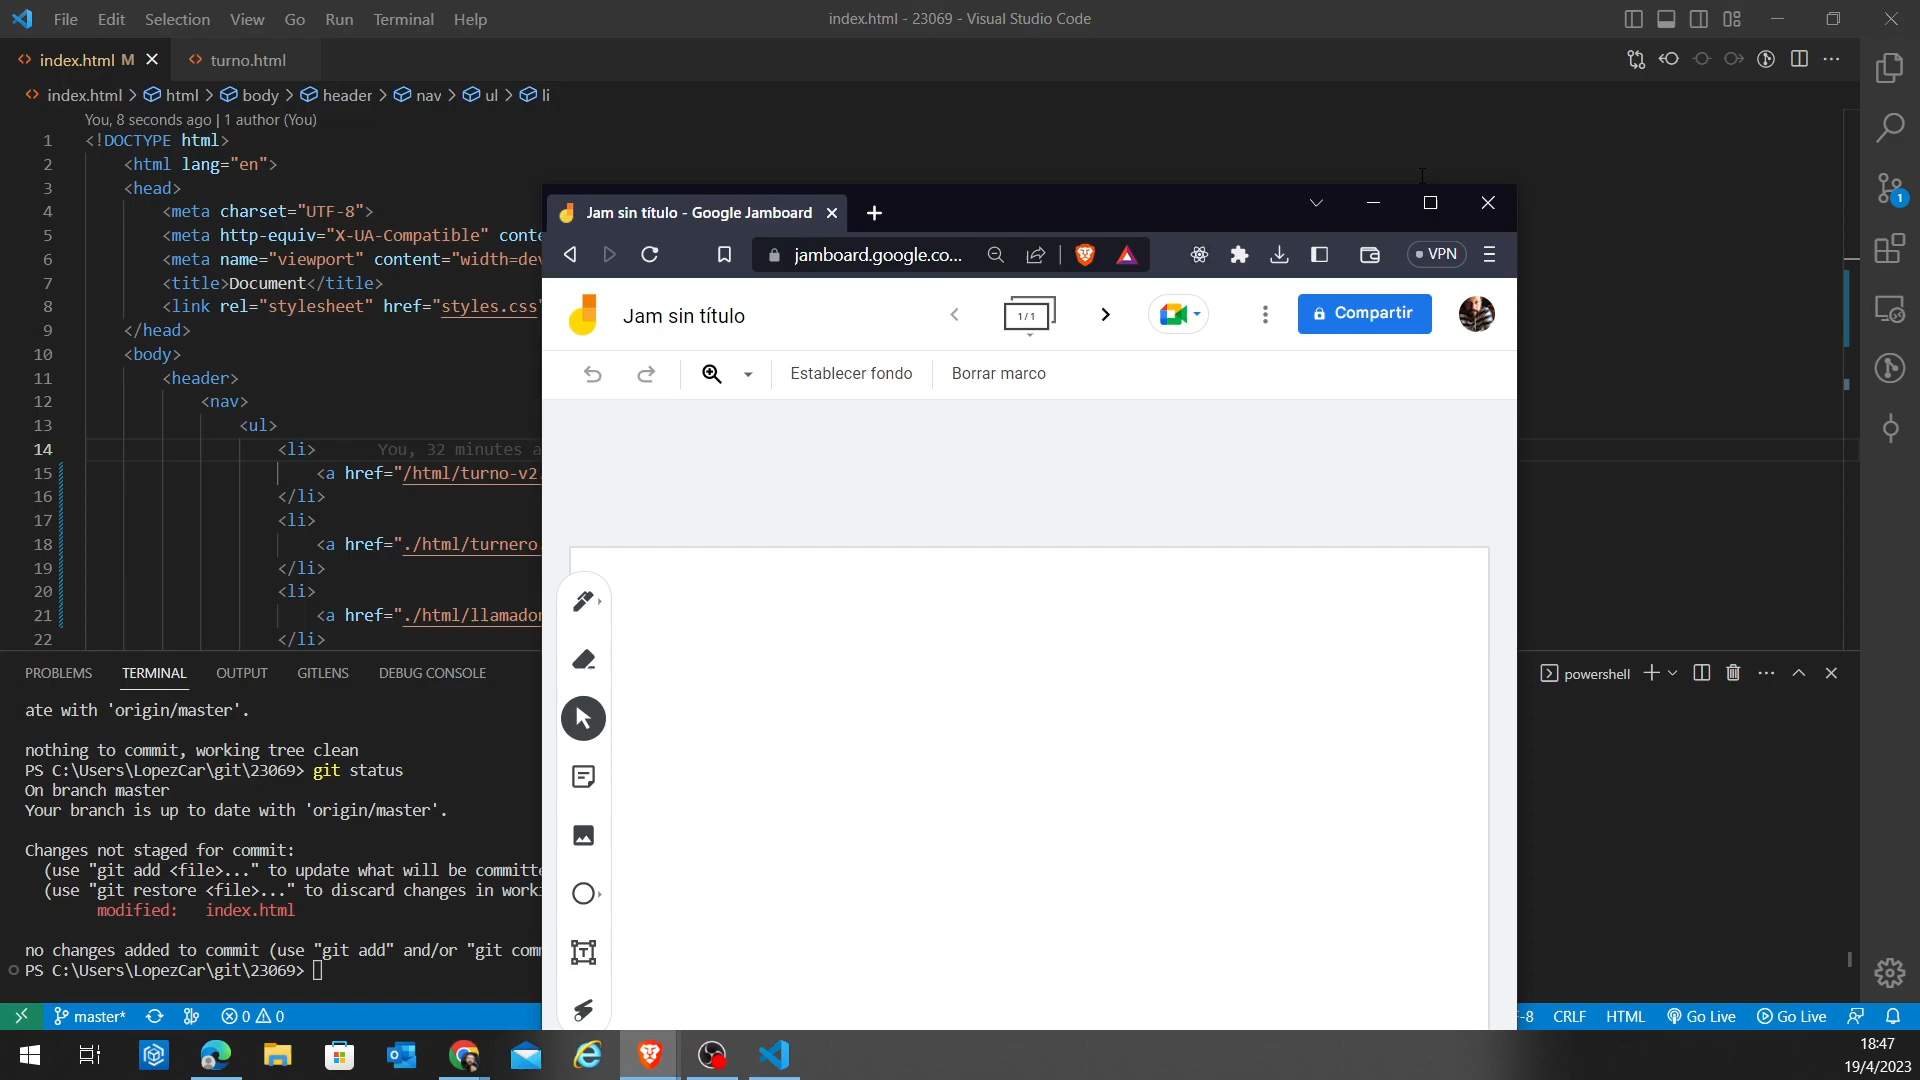 File Edit Selection View Go Run Terminal Help
index.html - 23069 - Visual Studio Code
index.html M
turno.html
index.html > html > body > header > nav > ul > li
You, 8 seconds ago | 1 author (You)
1 <!DOCTYPE html>
2 <html lang="en">
3 <head>
4 <meta charset="UTF-8">
5 <meta http-equiv="X-UA-Compatible" conte
6 <meta name="viewport" content="width=dev
7 <title>Document</title>
8 <link rel="stylesheet" href="styles.css"
9 </head>
10 <body>
11 <header>
12 <nav>
13 <ul>
14 <li> You, 32 minutes a
15 <a href="/html/turno-v2.
16 </li>
17 <li>
18 <a href="./html/turnero.
19 </li>
20 <li>
21 <a href="./html/llamador
22 </li>
Jam sin título - Google Jamboard
jamboard.google.co...
VPN
Jam sin título
1/1
Compartir
Establecer fondo
Borrar marco
PROBLEMS TERMINAL OUTPUT GITLENS DEBUG CONSOLE
powershell
ate with 'origin/master'.
nothing to commit, working tree clean
PS C:\Users\LopezCar\git\23069> git status
On branch master
Your branch is up to date with 'origin/master'.
Changes not staged for commit:
(use "git add <file>..." to update what will be committe
(use "git restore <file>..." to discard changes in worki
modified: index.html
no changes added to commit (use "git add" and/or "git com
PS C:\Users\LopezCar\git\23069>
1
master*
0 0
-8 CRLF HTML Go Live Go Live
18:47
19/4/2023